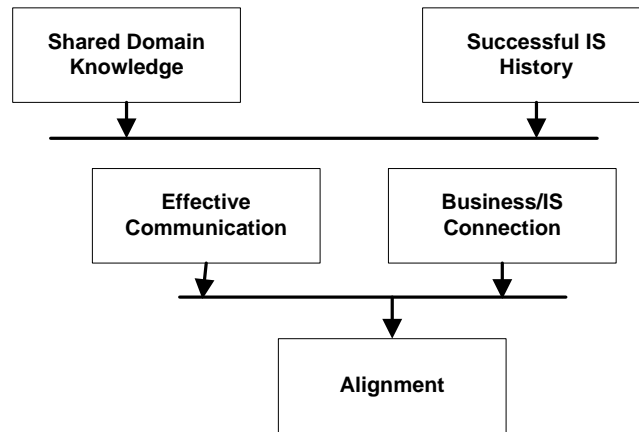 Shared Domain
Knowledge
Successful IS
History
Effective
Communication
Business/IS
Connection
Alignment